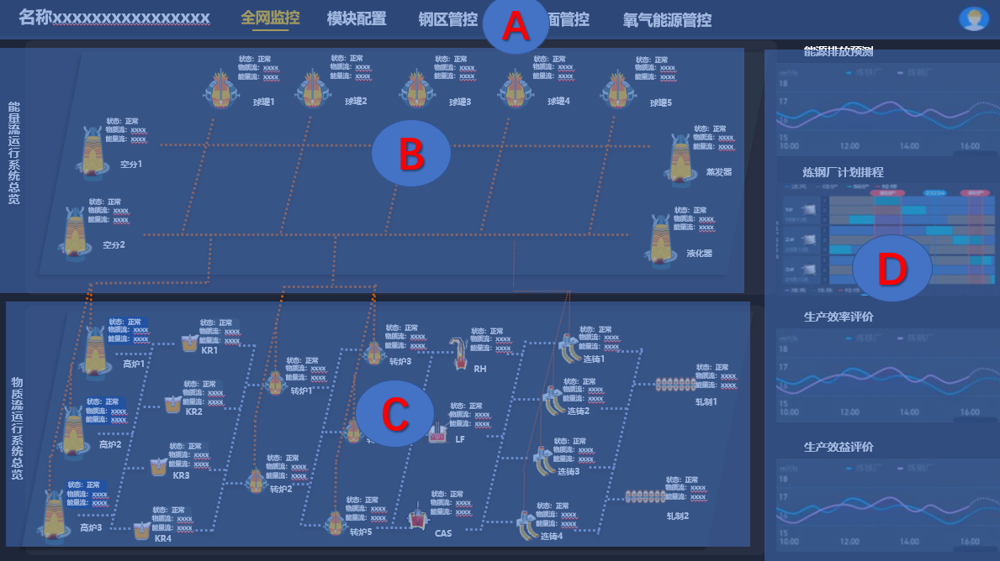 名称xxxxxxxxxxxxxxxxx 全网监控 模块配置 钢区管控 A 面管控 氧气能源管控
能源排放预测
能量流运行系统总览
状态: 正常
物质流: xxxx
能量流: xxxx
球罐1
状态: 正常
物质流: xxxx
能量流: xxxx
球罐2
状态: 正常
物质流: xxxx
能量流: xxxx
球罐3
状态: 正常
物质流: xxxx
能量流: xxxx
球罐4
状态: 正常
物质流: xxxx
能量流: xxxx
球罐5
状态: 正常
物质流: xxxx
能量流: xxxx
空分1
B
状态: 正常
物质流: xxxx
能量流: xxxx
蒸发器
状态: 正常
物质流: xxxx
能量流: xxxx
空分2
状态: 正常
物质流: xxxx
能量流: xxxx
液化器
物质流运行系统总览
状态: 正常
物质流: xxxx
能量流: xxxx
高炉1
状态: 正常
物质流: xxxx
能量流: xxxx
KR1
状态: 正常
物质流: xxxx
能量流: xxxx
转炉3
状态: 正常
物质流: xxxx
能量流: xxxx
RH
状态: 正常
物质流: xxxx
能量流: xxxx
连铸1
状态: 正常
物质流: xxxx
能量流: xxxx
转炉1
状态: 正常
物质流: xxxx
能量流: xxxx
轧制1
状态: 正常
物质流: xxxx
能量流: xxxx
高炉2
状态: 正常
物质流: xxxx
能量流: xxxx
KR2
C
状态: 正常
物质流: xxxx
能量流: xxxx
LF
状态: 正常
物质流: xxxx
能量流: xxxx
连铸2
状态: 正常
物质流: xxxx
能量流: xxxx
KR3
状态: 正常
物质流: xxxx
能量流: xxxx
转炉2
状态: 正常
物质流: xxxx
能量流: xxxx
连铸3
状态: 正常
物质流: xxxx
能量流: xxxx
高炉3
状态: 正常
物质流: xxxx
能量流: xxxx
KR4
状态: 正常
物质流: xxxx
能量流: xxxx
转炉5
状态: 正常
物质流: xxxx
能量流: xxxx
CAS
状态: 正常
物质流: xxxx
能量流: xxxx
连铸4
状态: 正常
物质流: xxxx
能量流: xxxx
轧制2
18
17
16
15
10.00 12.00 14.00 16.00
炼钢厂计划排程
1#
2#
D
3#
生产效率评价
18
17
16
15
10.00 12.00 14.00 16.00
生产效益评价
18
17
16
15
10.00 12.00 14.00 16.00